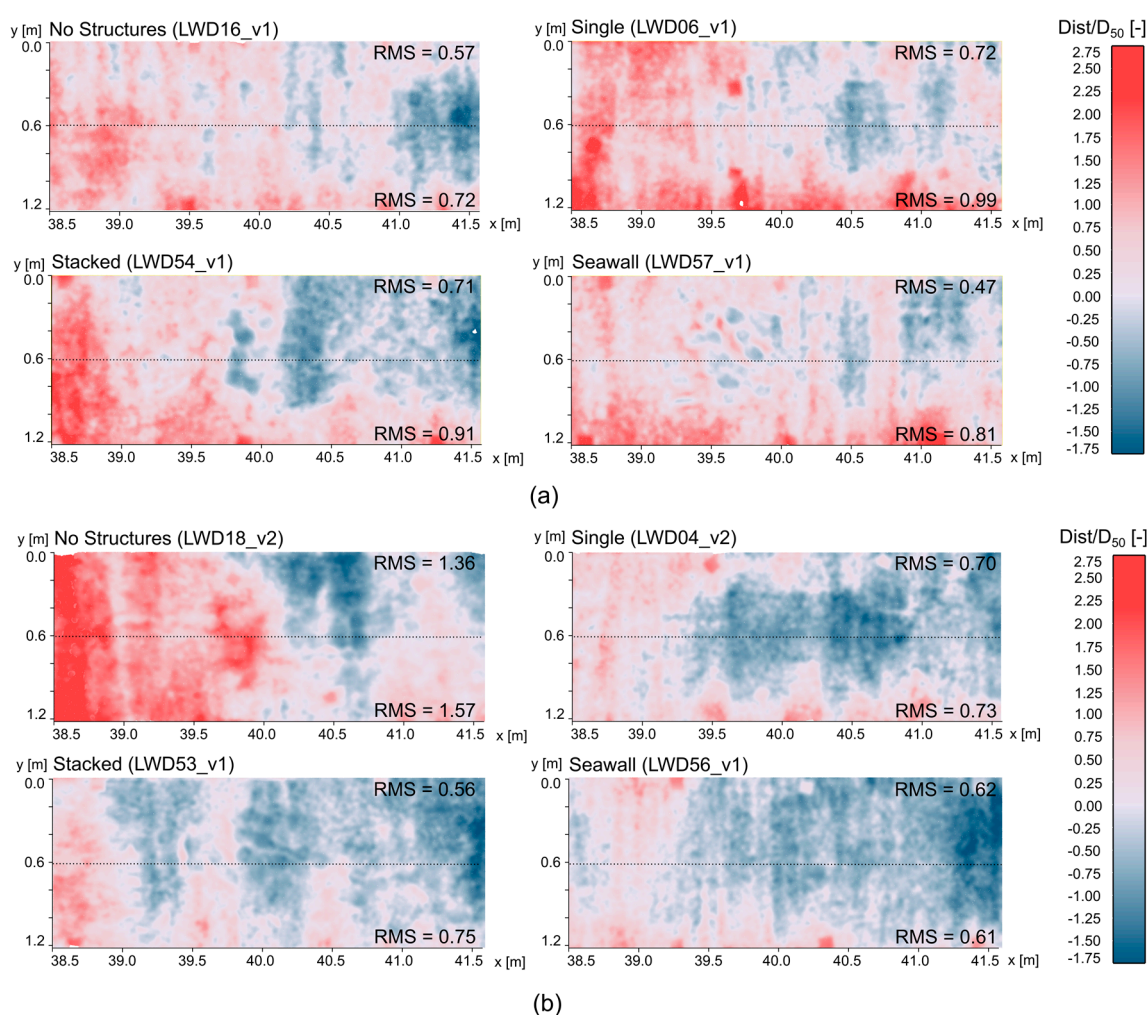 y [m] No Structures (LWD16_v1)
RMS = 0.57
0.0
0.6
1.2
RMS = 0.72
38.5 39.0 39.5 40.0 40.5 41.0 41.5 x [m]
y [m] Single (LWD06_v1)
RMS = 0.72
0.0
0.6
1.2
RMS = 0.99
38.5 39.0 39.5 40.0 40.5 41.0 41.5 x [m]
y [m] Stacked (LWD54_v1)
RMS = 0.71
0.0
0.6
1.2
RMS = 0.91
38.5 39.0 39.5 40.0 40.5 41.0 41.5 x [m]
y [m] Seawall (LWD57_v1)
RMS = 0.47
0.0
0.6
1.2
RMS = 0.81
38.5 39.0 39.5 40.0 40.5 41.0 41.5 x [m]
Dist/D50 [-]
2.75
2.50
2.25
2.00
1.75
1.50
1.25
1.00
0.75
0.50
0.25
0.00
-0.25
-0.50
-0.75
-1.00
-1.25
-1.50
-1.75
(a)
y [m] No Structures (LWD18_v2)
RMS = 1.36
0.0
0.6
1.2
RMS = 1.57
38.5 39.0 39.5 40.0 40.5 41.0 41.5 x [m]
y [m] Single (LWD04_v2)
RMS = 0.70
0.0
0.6
1.2
RMS = 0.73
38.5 39.0 39.5 40.0 40.5 41.0 41.5 x [m]
y [m] Stacked (LWD53_v1)
RMS = 0.56
0.0
0.6
1.2
RMS = 0.75
38.5 39.0 39.5 40.0 40.5 41.0 41.5 x [m]
y [m] Seawall (LWD56_v1)
RMS = 0.62
0.0
0.6
1.2
RMS = 0.61
38.5 39.0 39.5 40.0 40.5 41.0 41.5 x [m]
Dist/D50 [-]
2.75
2.50
2.25
2.00
1.75
1.50
1.25
1.00
0.75
0.50
0.25
0.00
-0.25
-0.50
-0.75
-1.00
-1.25
-1.50
-1.75
(b)